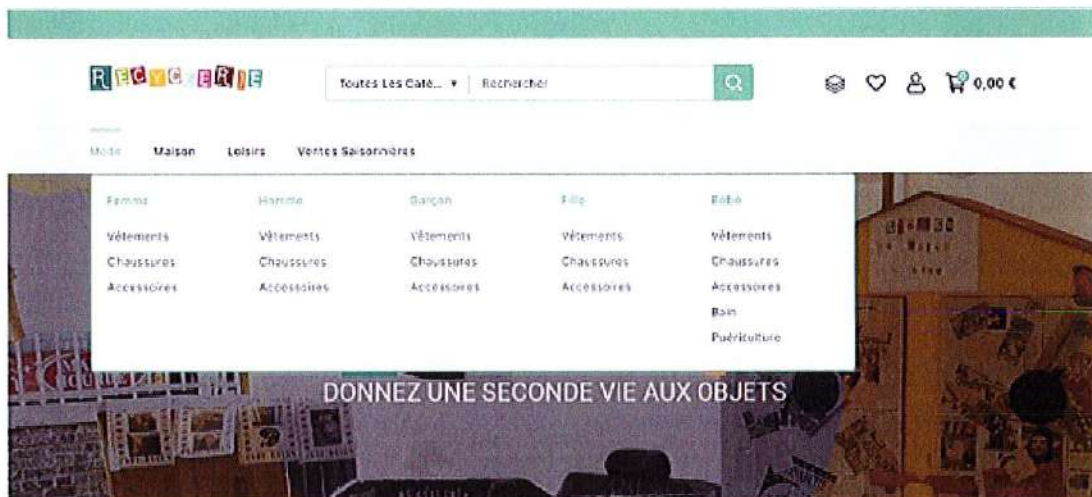 RECYCLERIE
Toutes Les Caté... ▾ Rechercher
0
0,00 €
Mode Maison Loisirs Ventes Saisonnières
Femme Homme Garçon Fille Bébé
Vêtements Vêtements Vêtements Vêtements Vêtements
Chaussures Chaussures Chaussures Chaussures Chaussures
Accessoires Accessoires Accessoires Accessoires Accessoires
Bain
Puériculture
DONNEZ UNE SECONDE VIE AUX OBJETS